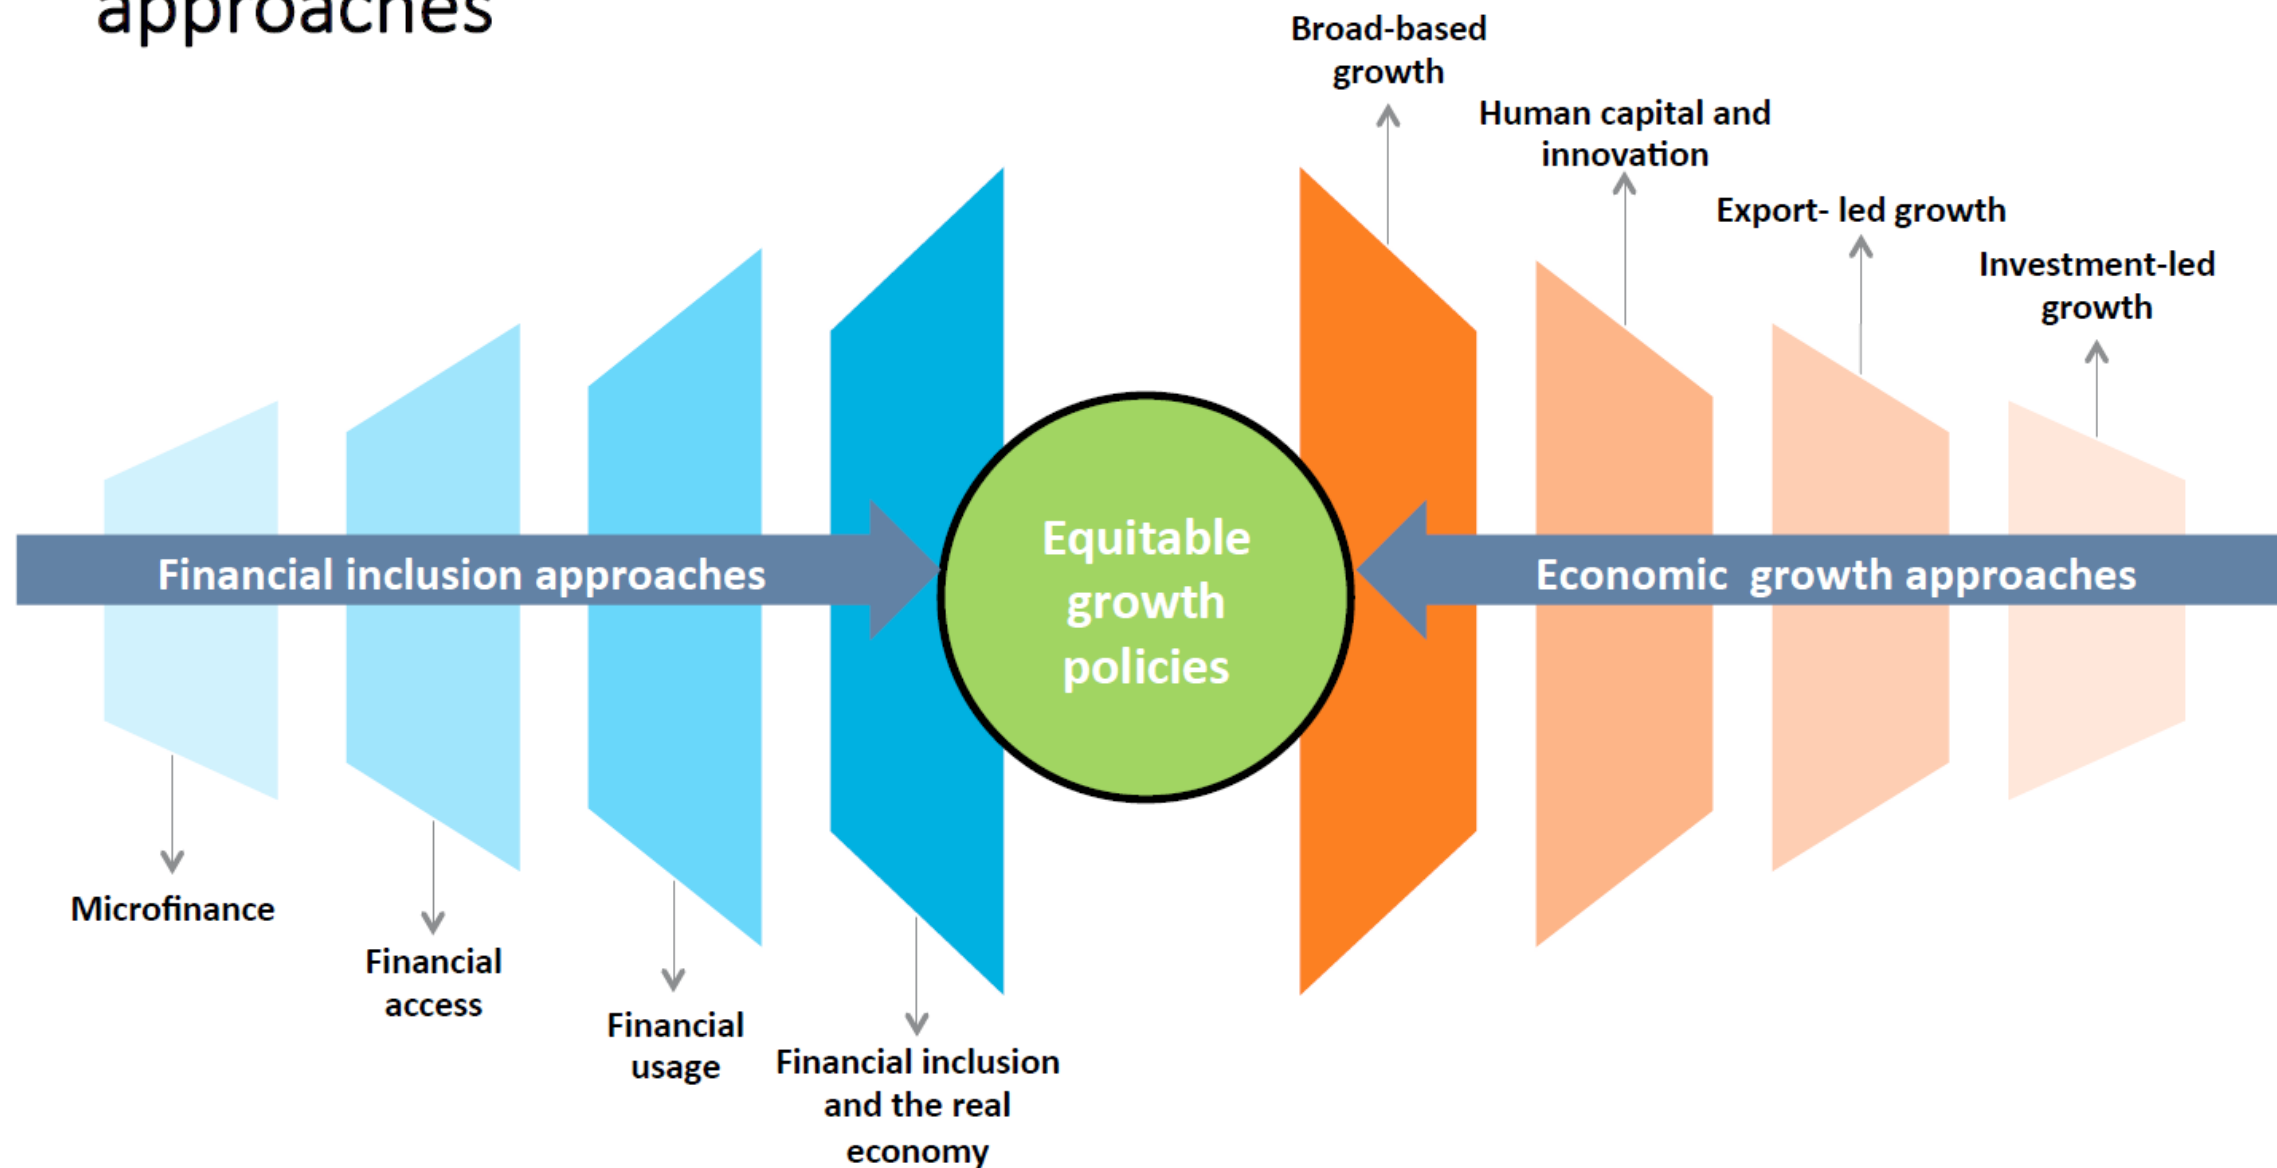 approaches
Broad-based
growth
Human capital and
innovation
Export- led growth
Investment-led
growth
Financial inclusion approaches
Equitable
growth
policies
Economic  growth approaches
Microfinance
Financial
access
Financial
usage
Financial inclusion
and the real
economy